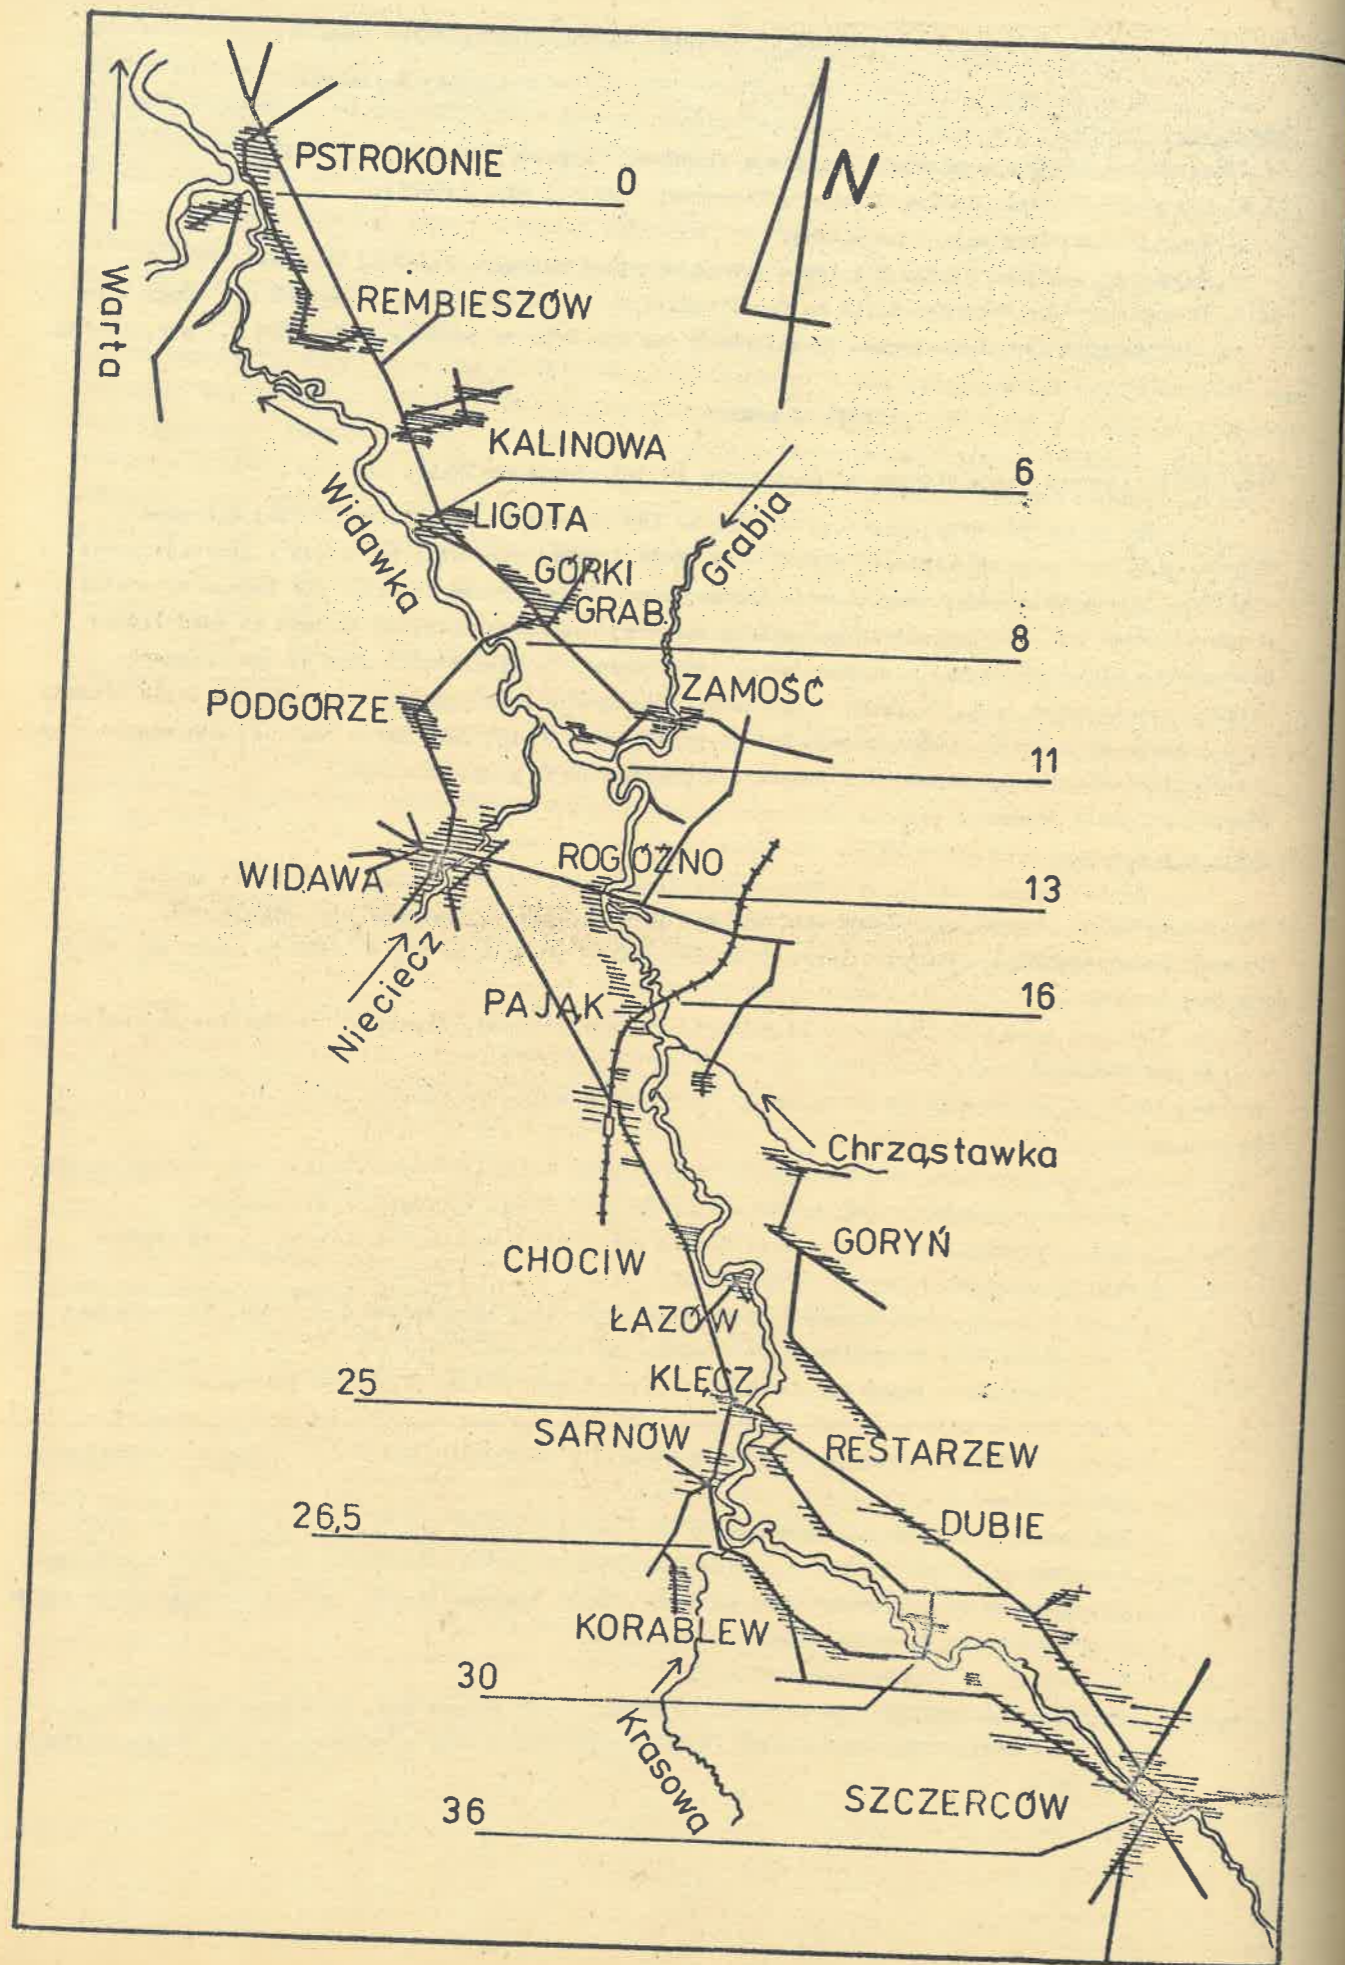 PSTROKONIE
0
N.
Warta
REMBIESZÓW
KALINOWA
6
Widawka
LIGOTA
Grabia
GÓRKI
GRAB.
8
ZAMOŚĆ
PODGÓRZE
11
ROGÓŹNO
WIDAWA
13
Nieciecz
PAJĄK
16
Chrząstawka
GORYŃ
CHOCIW
ŁAZÓW
KLĘCZ
25
SARNÓW
RESTARZEW
26,5
DUBIE
KORABLEW
30
Krasowa
SZCZERCÓW
36